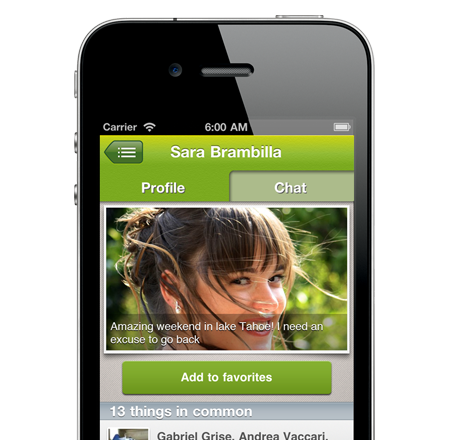 Carrier 6:00 AM
Sara Brambilla
Profile Chat
Amazing weekend in lake Tahoe! I need an
excuse to go back
Add to favorites
13 things in common
Gabriel Grise, Andrea Vaccari,